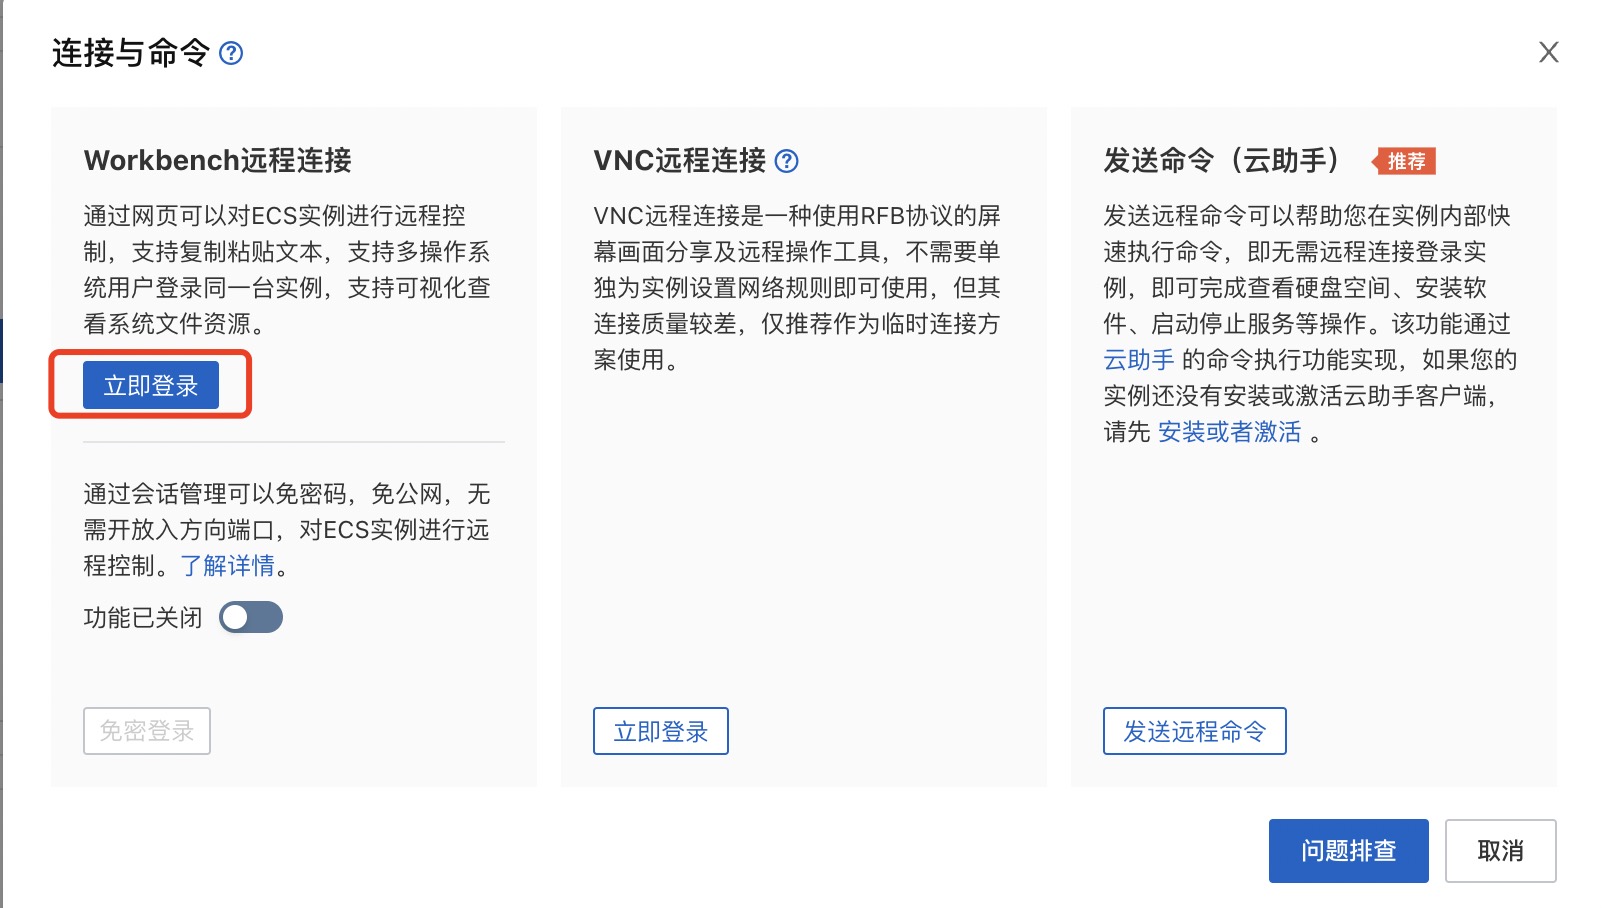 连接与命令
Workbench远程连接
通过网页可以对ECS实例进行远程控
制，支持复制粘贴文本，支持多操作系
统用户登录同一台实例，支持可视化查
看系统文件资源。
立即登录
通过会话管理可以免密码，免公网，无
需开放入方向端口，对ECS实例进行远
程控制。了解详情。
功能已关闭
免密登录
VNC远程连接
VNC远程连接是一种使用RFB协议的屏
幕画面分享及远程操作工具，不需要单
独为实例设置网络规则即可使用，但其
连接质量较差，仅推荐作为临时连接方
案使用。
立即登录
发送命令（云助手） 推荐
发送远程命令可以帮助您在实例内部快
速执行命令，即无需远程连接登录实
例，即可完成查看硬盘空间、安装软
件、启动停止服务等操作。该功能通过
云助手 的命令执行功能实现，如果您的
实例还没有安装或激活云助手客户端，
请先 安装或者激活 。
发送远程命令
问题排查 取消